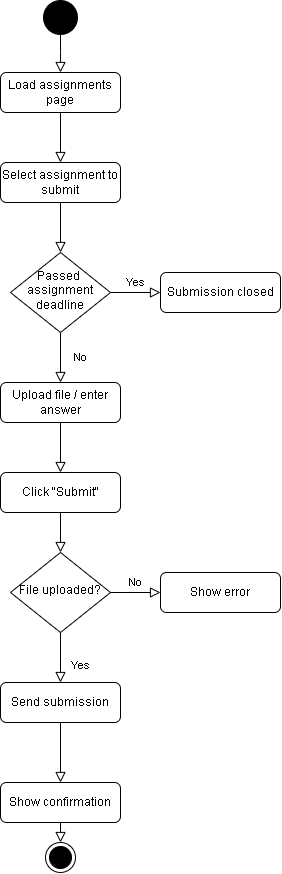 Load assignments
page
Select assignment to
submit
Passed
assignment
deadline
Yes
Submission closed
No
Upload file / enter
answer
Click "Submit"
File uploaded?
No
Show error
Yes
Send submission
Show confirmation